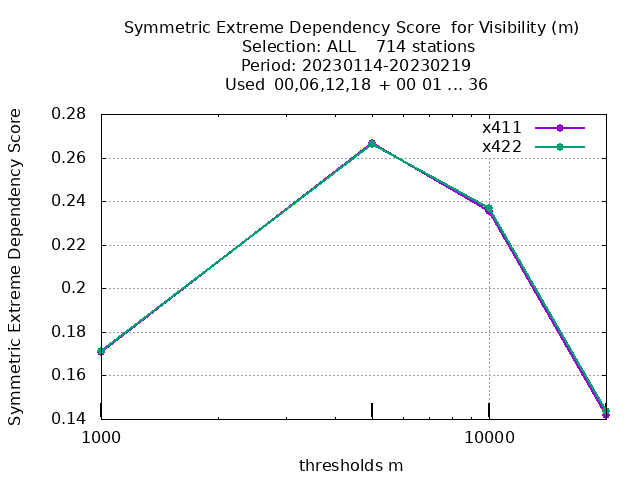 Symmetric Extreme Dependency Score  for Visibility (m)
Selection: ALL    714 stations
Period: 20230114-20230219
Used  00,06,12,18  + 00 01 ... 36
Symmetric Extreme Dependency Score
0.28
0.26
0.24
0.22
0.2
0.18
0.16
0.14
x411
x422
1000
10000
thresholds m